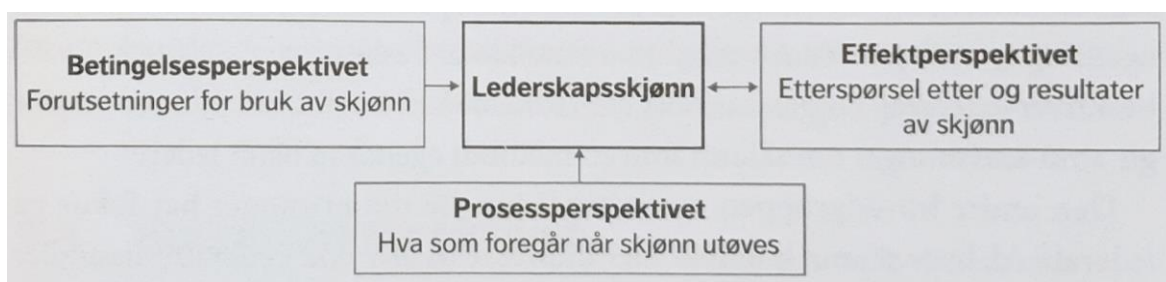 Betingelsesperspektivet
Forutsetninger for bruk av skjønn
Lederskapsskjønn
Effektperspektivet
Etterspørsel etter og resultater
av skjønn
Prosessperspektivet
Hva som foregår når skjønn utøves